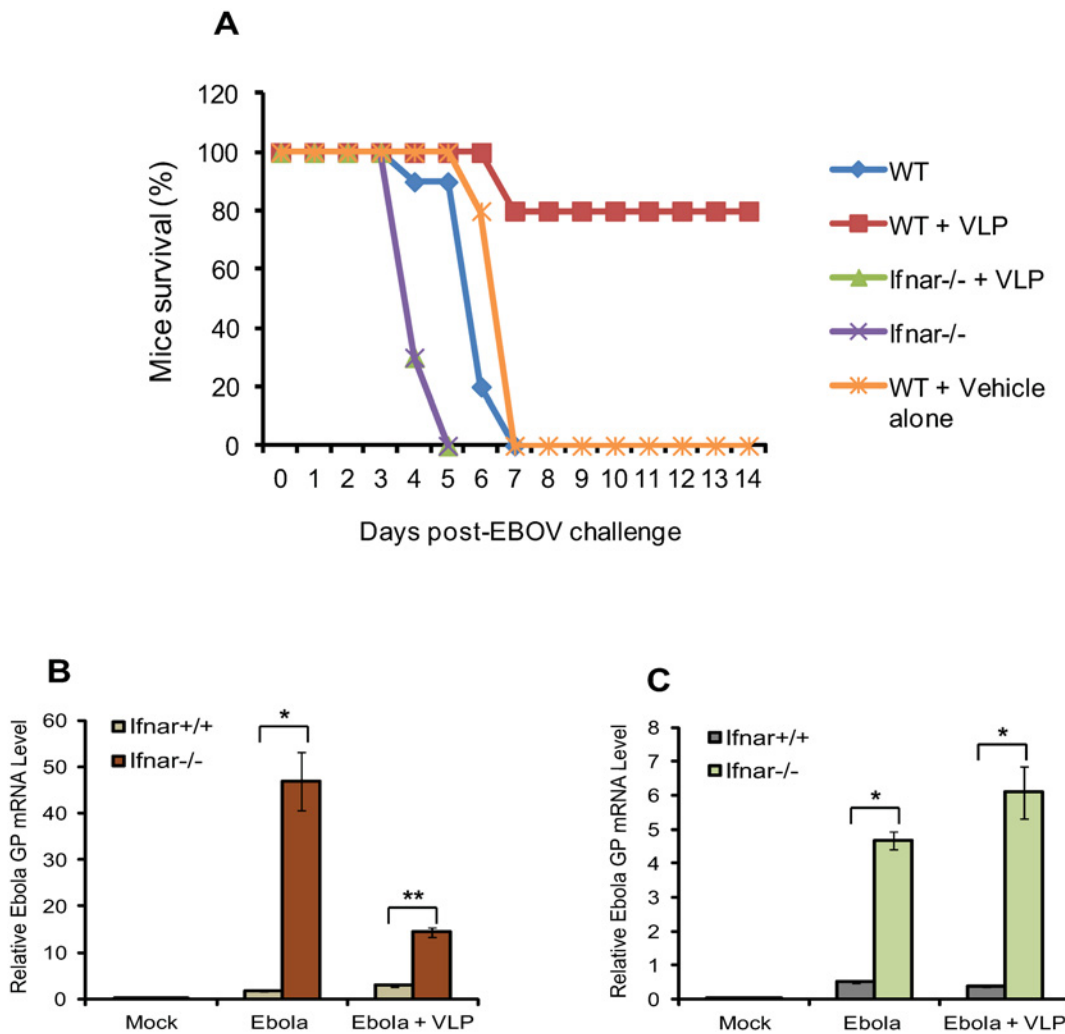 A
Mice survival (%)
120
100
80
60
40
20
0
0 1 2 3 4 5 6 7 8 9 10 11 12 13 14
Days post-EBOV challenge
WT
WT + VLP
Ifnar-/- + VLP
Ifnar-/-
WT + Vehicle
alone
B
Relative Ebola GP mRNA Level
60
50
40
30
20
10
0
Ifnar+/+
Ifnar-/-
*
**
Mock Ebola Ebola + VLP
C
Relative Ebola GP mRNA Level
8
7
6
5
4
3
2
1
0
Ifnar+/+
Ifnar-/-
*
*
Mock Ebola Ebola + VLP